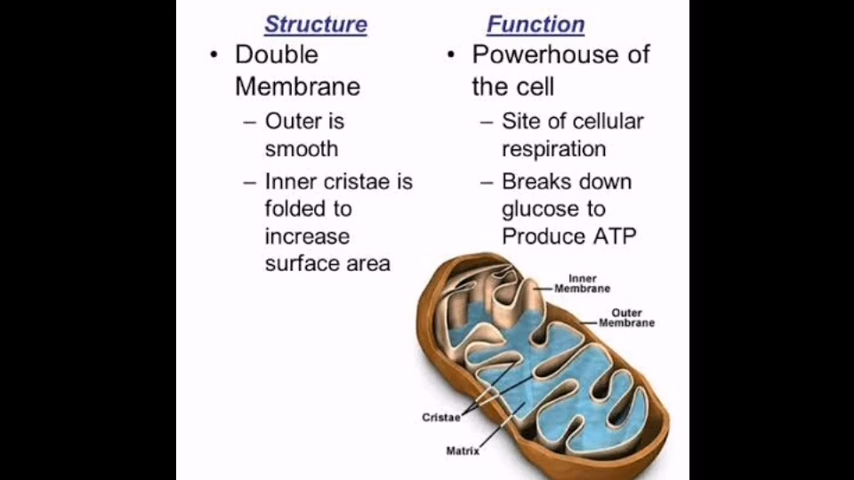 Structure
• Double
Membrane
– Outer is
smooth
– Inner cristae is
folded to
increase
surface area
Function
• Powerhouse of
the cell
– Site of cellular
respiration
– Breaks down
glucose to
Produce ATP
Inner
Membrane
Outer
Membrane
Cristae
Matrix